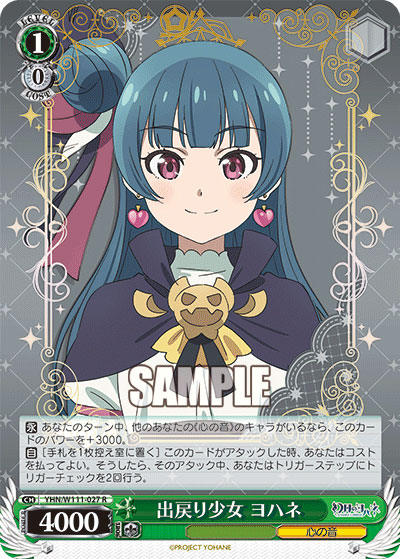 LEVEL
1
0
COST
SAMPLE
永 あなたのターン中、他のあなたの《心の音》のキャラがいるなら、このカー
ドのパワーを＋3000。
自 ［手札を1枚控え室に置く］ このカードがアタックした時、あなたはコスト
を払ってよい。そうしたら、そのアタック中、あなたはトリガーステップにト
リガーチェックを2回行う。
CH YHN/W111-027 R
4000
出戻り少女 ヨハネ
心の音
©PROJECT YOHANE